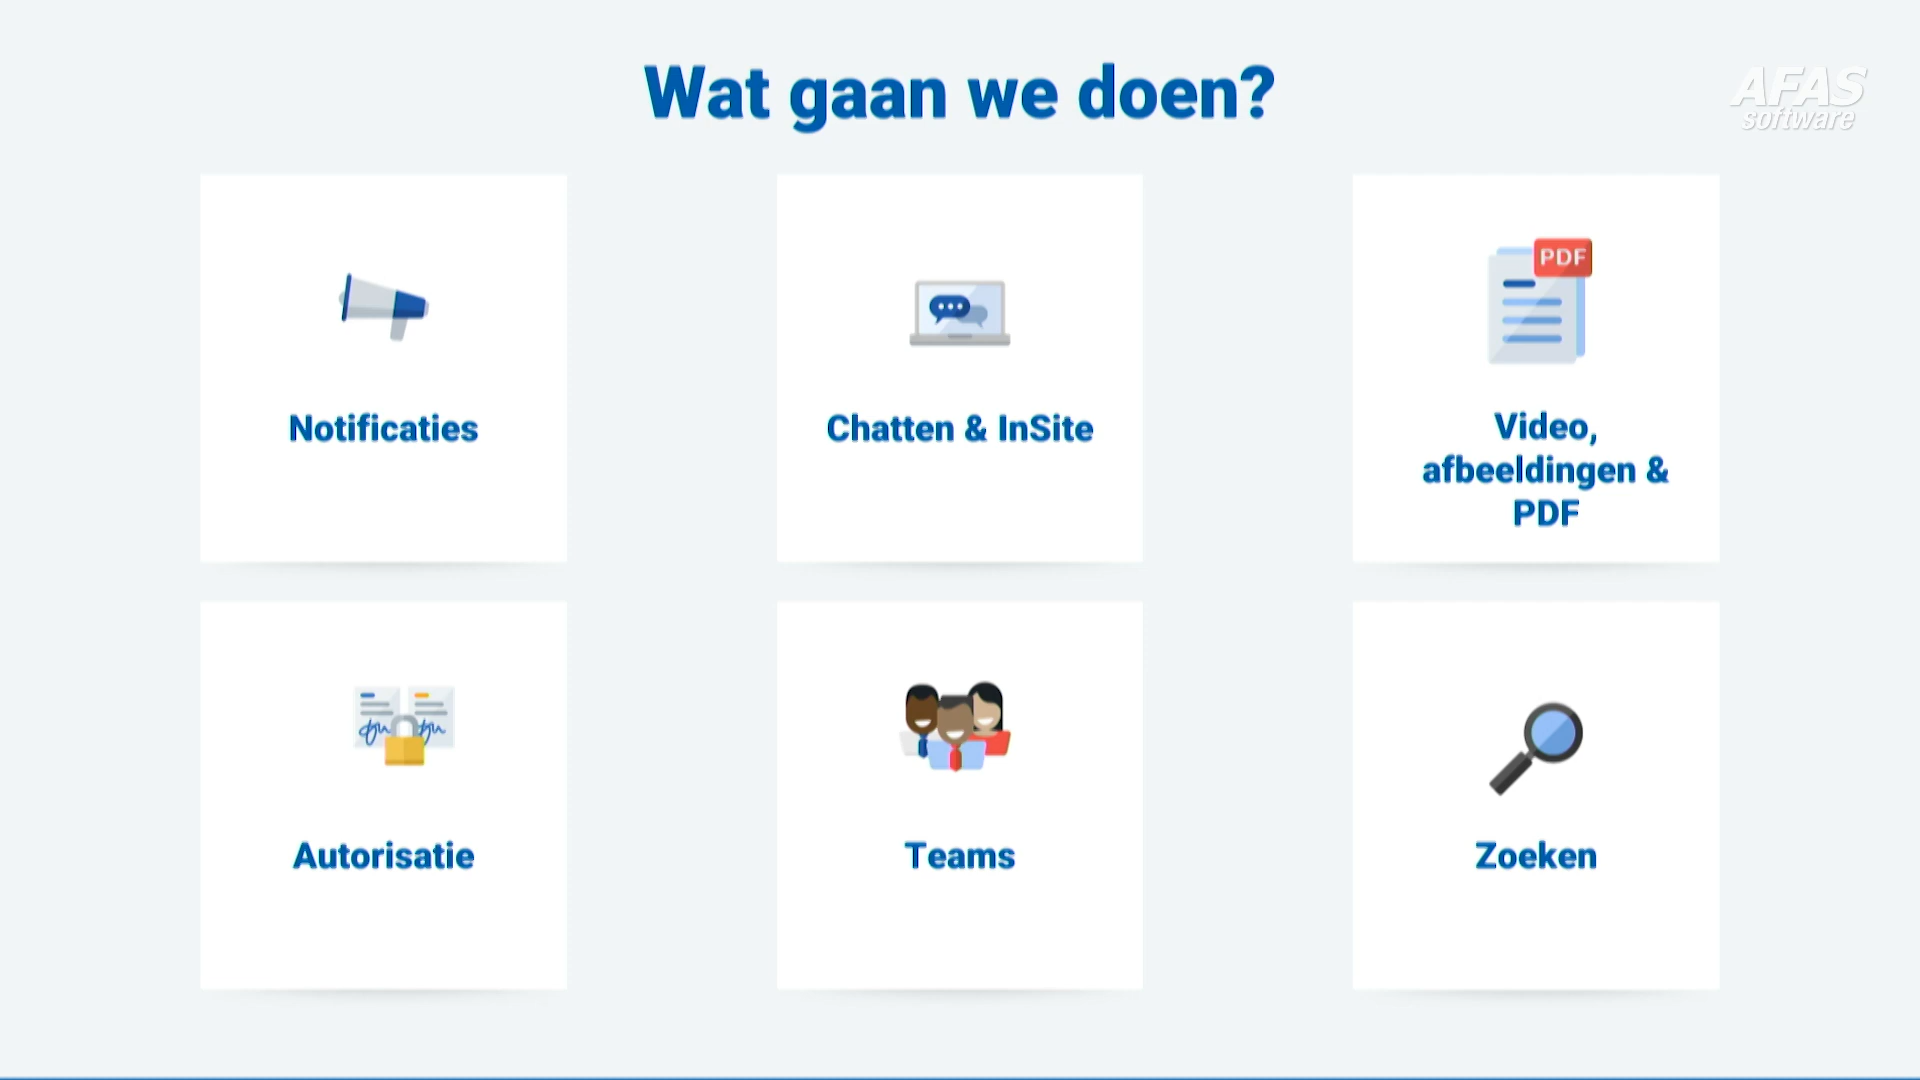 Wat gaan we doen?
AFAS
software
Notificaties
Chatten & InSite
PDF
Video,
afbeeldingen &
PDF
Autorisatie
Teams
Zoeken